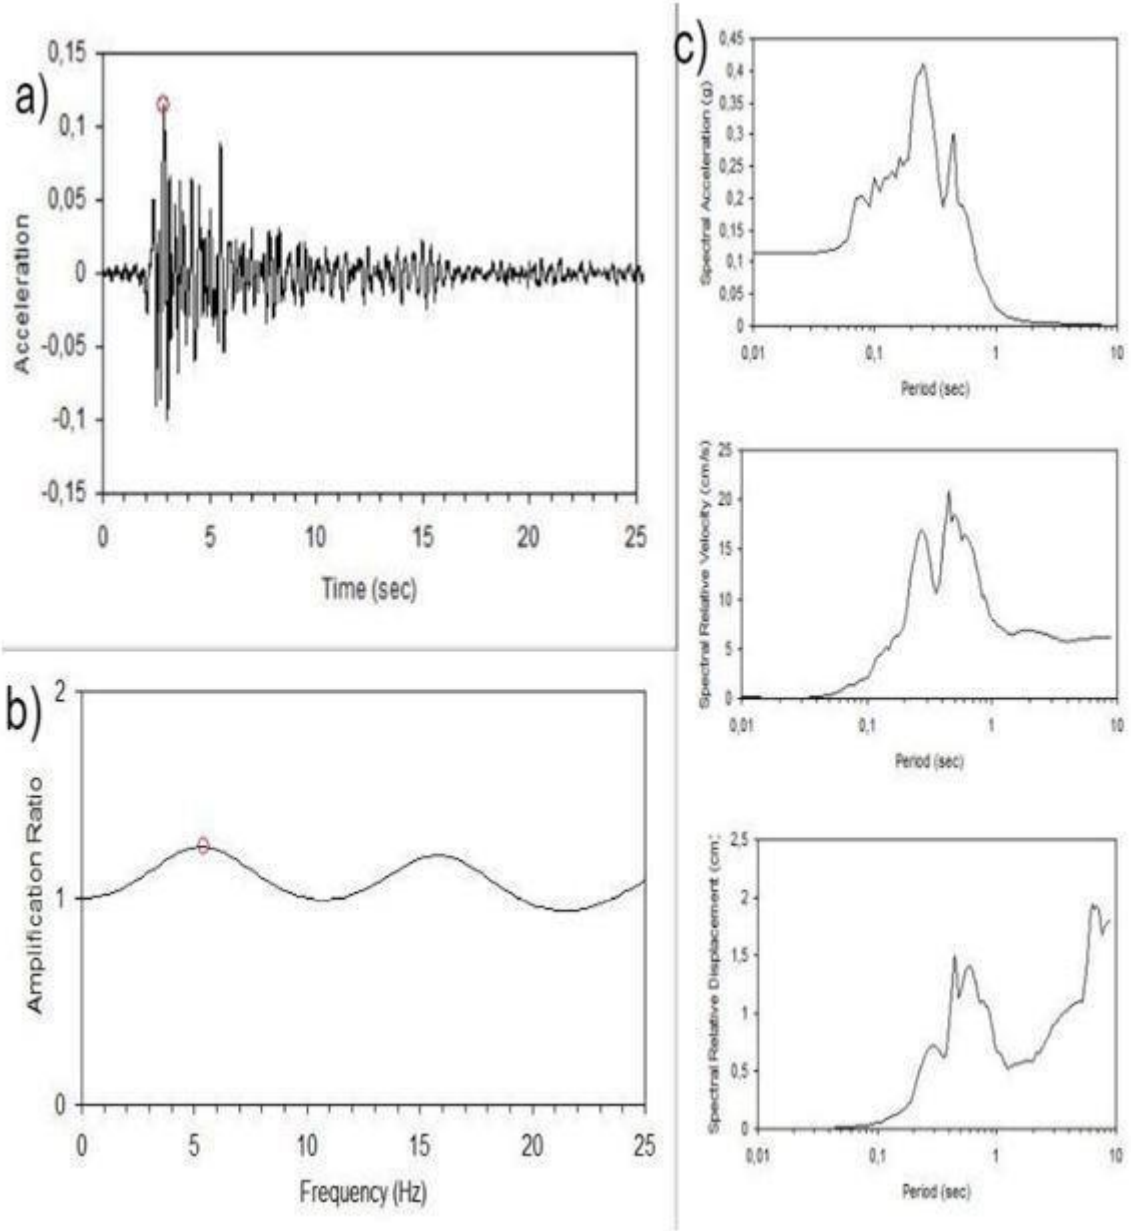 a)
Acceleration
0,15
0,1
0,05
0
-0,05
-0,1
-0,15
0 5 10 15 20 25
Time (sec)
b)
Amplification Ratio
2
1
0
0 5 10 15 20 25
Frequency (Hz)
c)
Spectral Acceleration (g)
0,45
0,4
0,35
0,3
0,25
0,2
0,15
0,1
0,05
0
0,01 0,1 1 10
Period (sec)
Spectral Relative Velocity (cm/s)
25
20
15
10
5
0
0,01 0,1 1 10
Period (sec)
Spectral Relative Displacement (cm;
2,5
2
1,5
1
0,5
0
0,01 0,1 1 10
Period (sec)